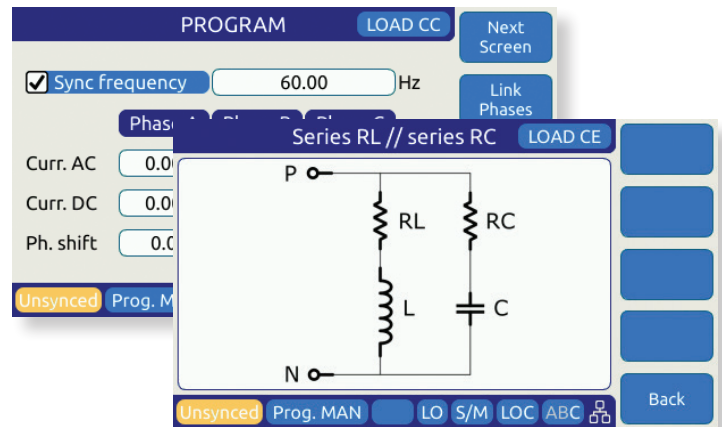 PROGRAM LOAD CC
Next
Screen
Sync frequency 60.00 Hz
Link
Phases
Curr. AC
Curr. DC
Ph. shift
Unsynced
Series RL // series RC LOAD CE
P
RL RC
L C
N
Unsynced Prog. MAN LO S/M LOC ABC
Back